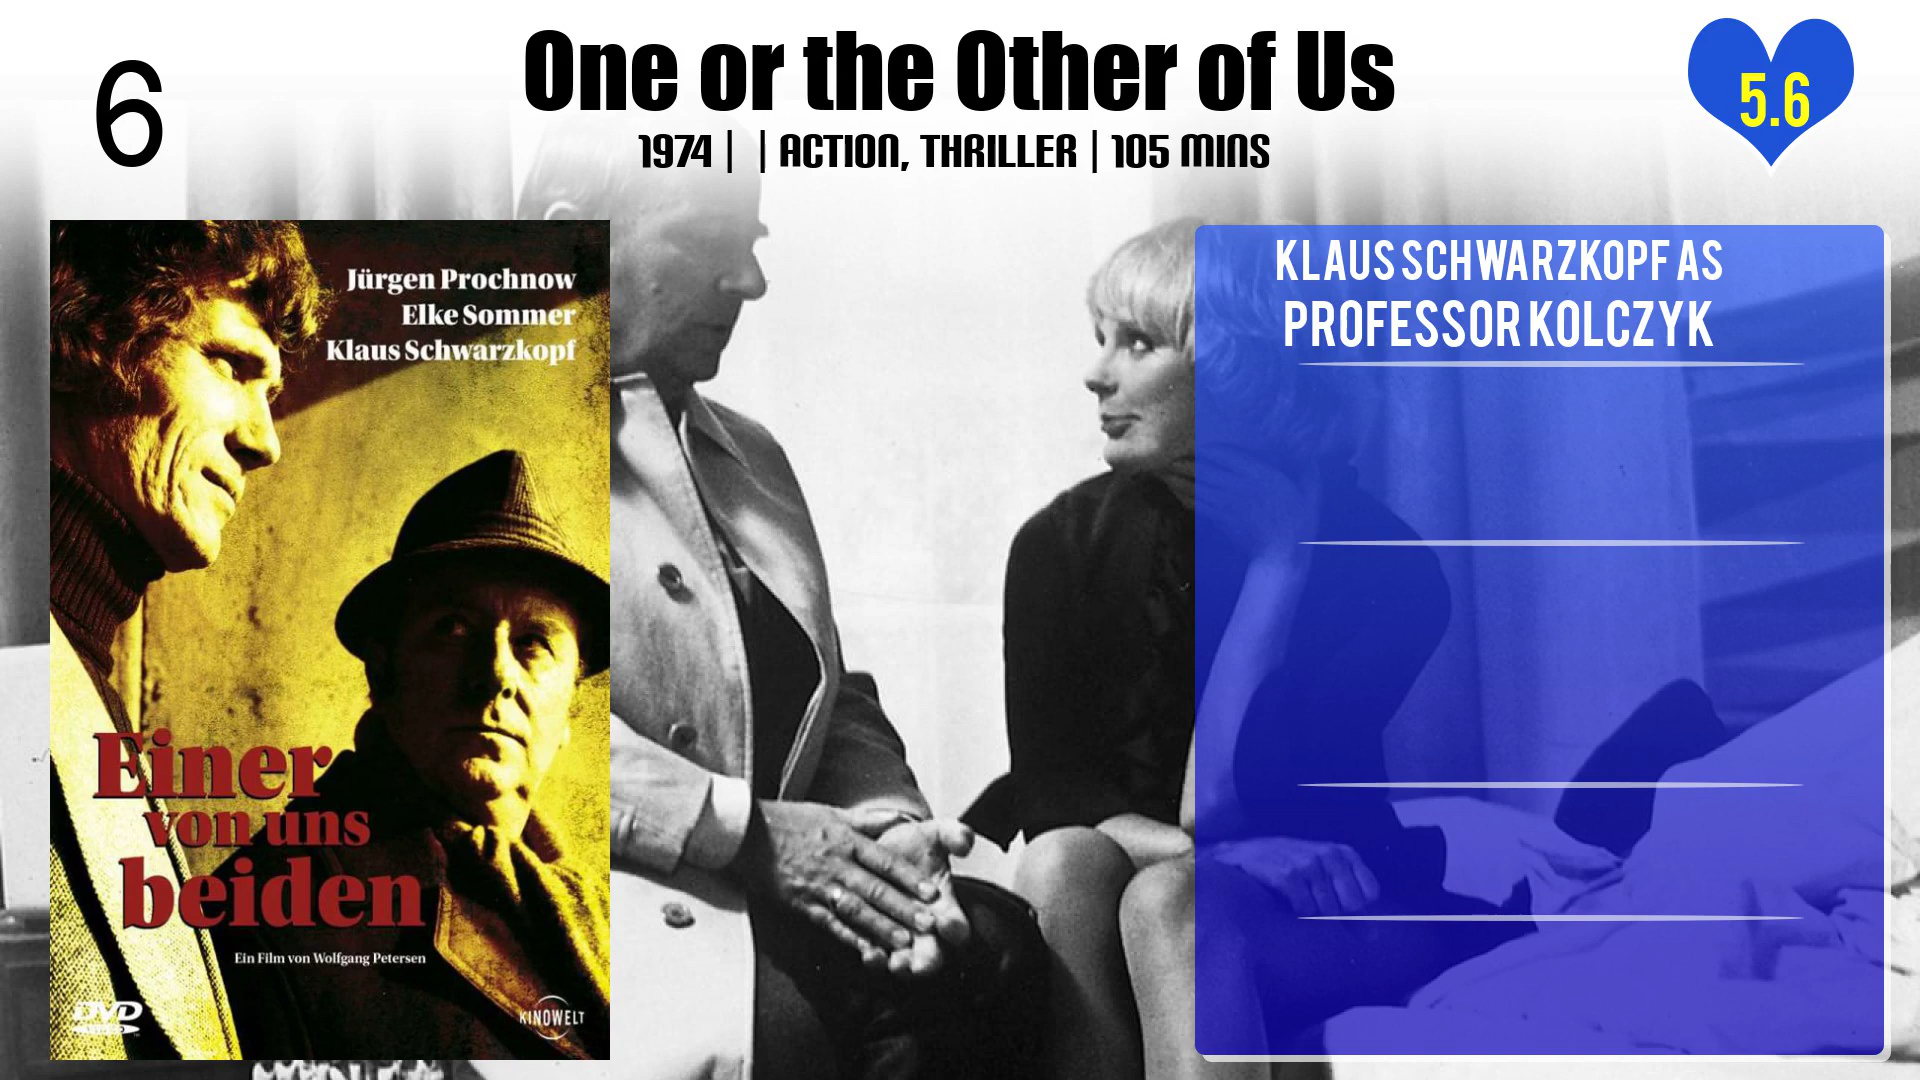 6
One or the Other of Us
5.6
1974 | | ACTION, THRILLER | 105 MINS
Jürgen Prochnow
Elke Sommer
Klaus Schwarzkopf
Einer
von uns
beiden
Ein Film von Wolfgang Petersen
DVD
VIDEO
KINOWELT
KLAUS SCHWARZKOPF AS
PROFESSOR KOLCZYK